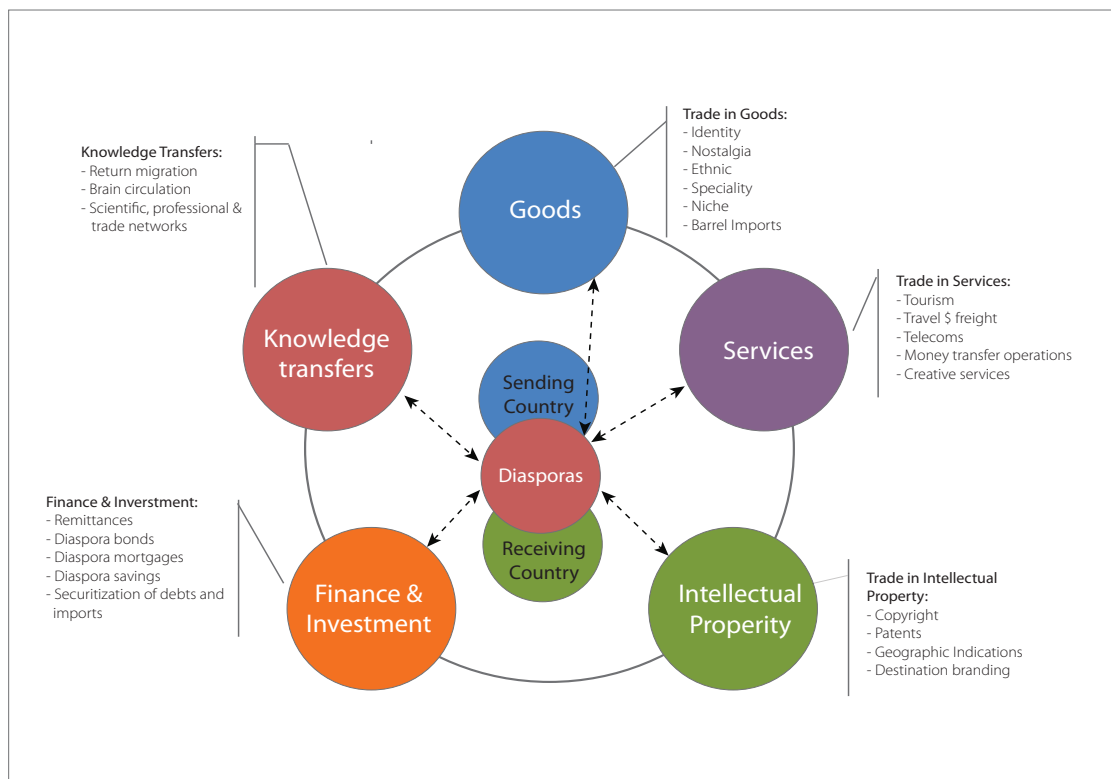 Trade in Goods:
- Identity
- Nostalgia
- Ethnic
- Speciality
- Niche
- Barrel Imports
Knowledge Transfers:
- Return migration
- Brain circulation
- Scientific, professional &
trade networks
Goods
Trade in Services:
- Tourism
- Travel $ freight
- Telecoms
- Money transfer operations
- Creative services
Knowledge
transfers
Services
Sending
Country
Diasporas
Receiving
Country
Finance & Inverstment:
- Remittances
- Diaspora bonds
- Diaspora mortgages
- Diaspora savings
- Securitization of debts and
imports
Finance &
Investment
Intellectual
Properity
Trade in Intellectual
Property:
- Copyright
- Patents
- Geographic Indications
- Destination branding